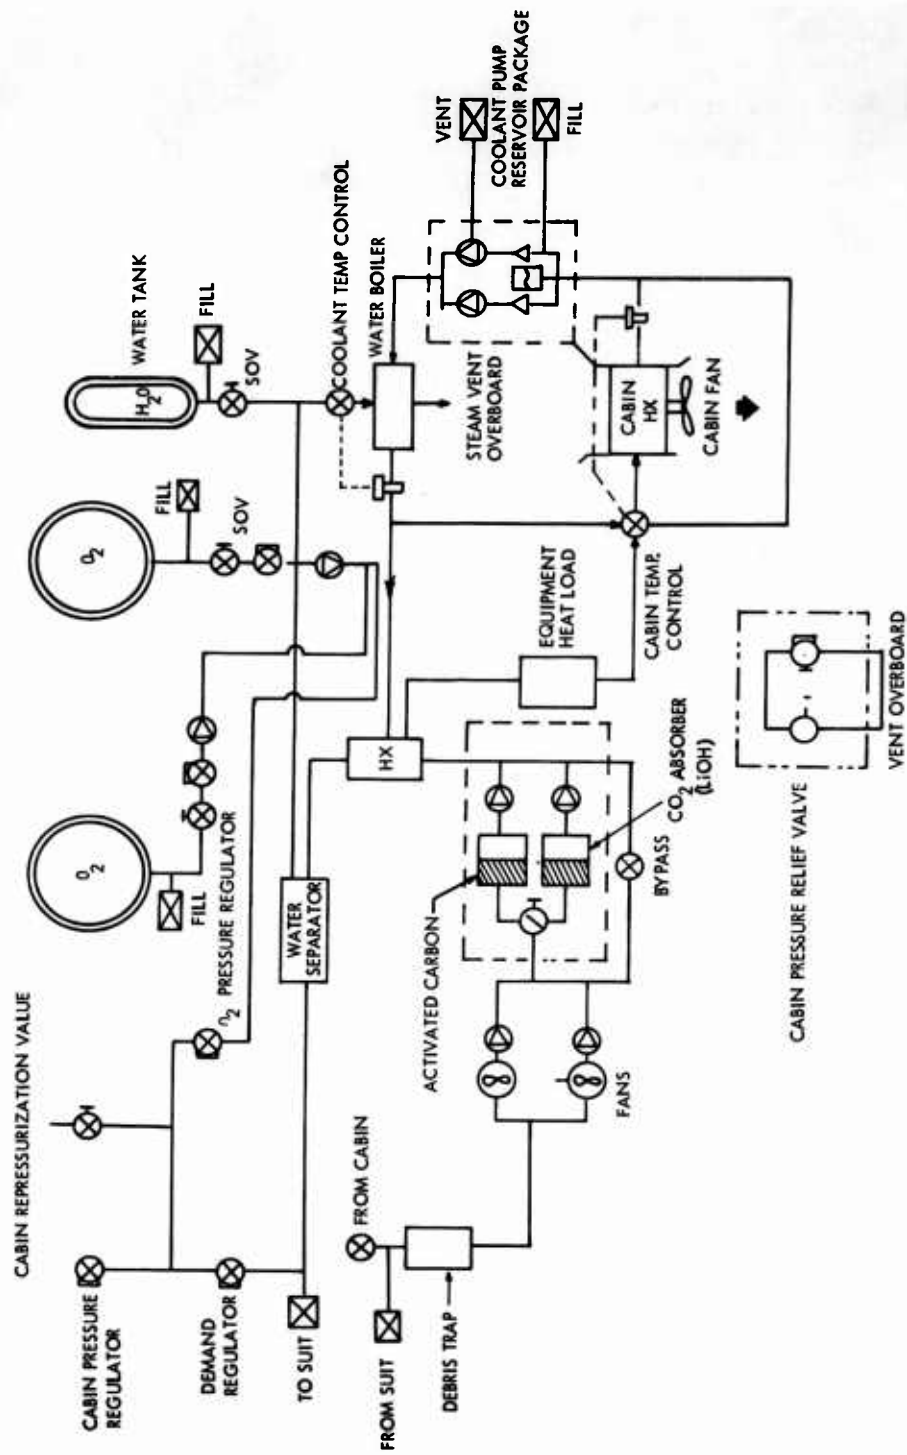 CABIN REPRESSURIZATION VALUE
CABIN PRESSURE
REGULATOR
DEMAND
REGULATOR
TO SUIT
O2
FILL
O2 PRESSURE REGULATOR
O2
FILL
SOV
WATER TANK
H2O
FILL
SOV
WATER
SEPARATOR
COOLANT TEMP CONTROL
WATER BOILER
HX
STEAM VENT
OVERBOARD
VENT
COOLANT PUMP
RESERVOIR PACKAGE
FILL
FROM CABIN
FROM SUIT
DEBRIS TRAP
ACTIVATED CARBON
EQUIPMENT
HEAT LOAD
FANS
BYPASS
CO2 ABSORBER
(LiOH)
CABIN TEMP.
CONTROL
CABIN
HX
CABIN FAN
CABIN PRESSURE RELIEF VALVE
VENT OVERBOARD